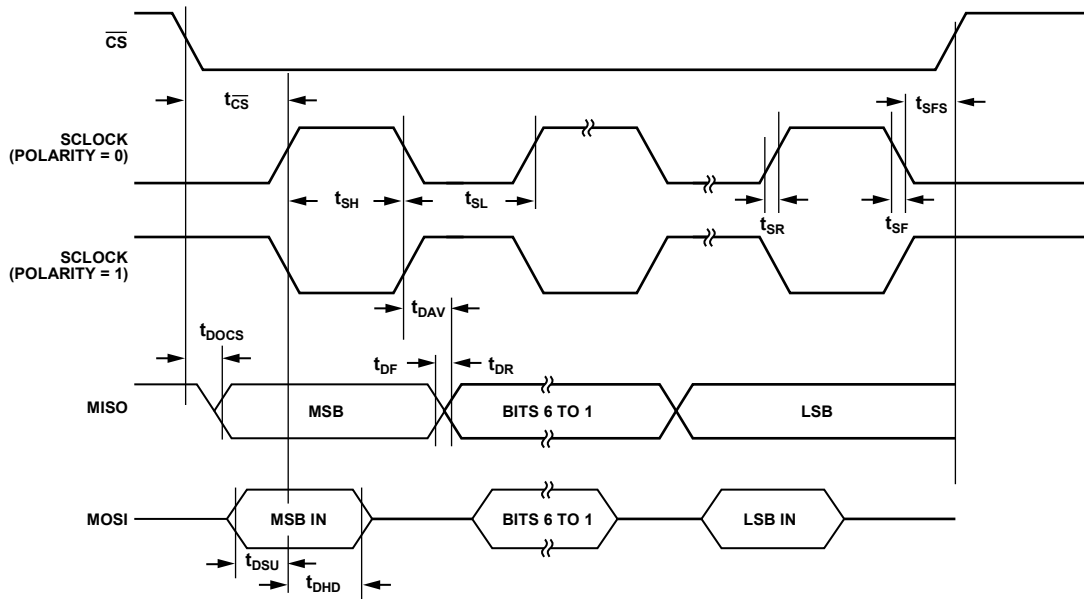 CS
tCS
tSFS
SCLOCK
(POLARITY = 0)
tSH
tSL
tSR
tSF
SCLOCK
(POLARITY = 1)
tDAV
tDOCS
tDF
tDR
MISO
MSB
BITS 6 TO 1
LSB
MOSI
MSB IN
BITS 6 TO 1
LSB IN
tDSU
tDHD